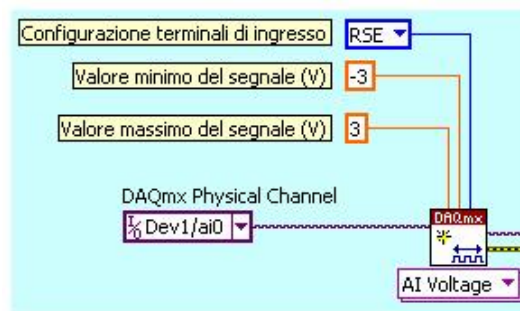 Configurazione terminali di ingresso RSE
Valore minimo del segnale (V) -3
Valore massimo del segnale (V) 3
DAQmx Physical Channel
I/O Dev1/ai0
DAQmx
AI Voltage